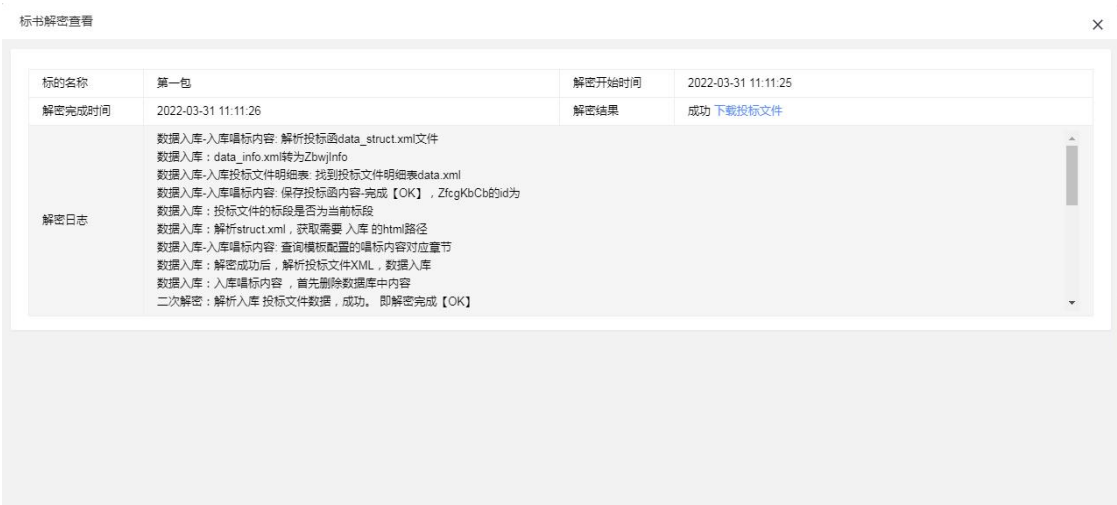 标书解密查看
标的名称 第一包 解密开始时间 2022-03-31 11:11:25
解密完成时间 2022-03-31 11:11:26 解密结果 成功 下载投标文件
解密日志
数据入库-入库唱标内容: 解析投标函data_struct.xml文件
数据入库：data_info.xml转为ZbwjInfo
数据入库-入库投标文件明细表: 找到投标文件明细表data.xml
数据入库-入库唱标内容: 保存投标函内容-完成【OK】，ZfcgKbCb的id为
数据入库：投标文件的标段是否为当前标段
数据入库：解析struct.xml，获取需要 入库 的html路径
数据入库-入库唱标内容: 查询模板配置的唱标内容对应章节
数据入库：解密成功后，解析投标文件XML，数据入库
数据入库：入库唱标内容 ，首先删除数据库中内容
二次解密：解析入库 投标文件数据，成功。 即解密完成【OK】